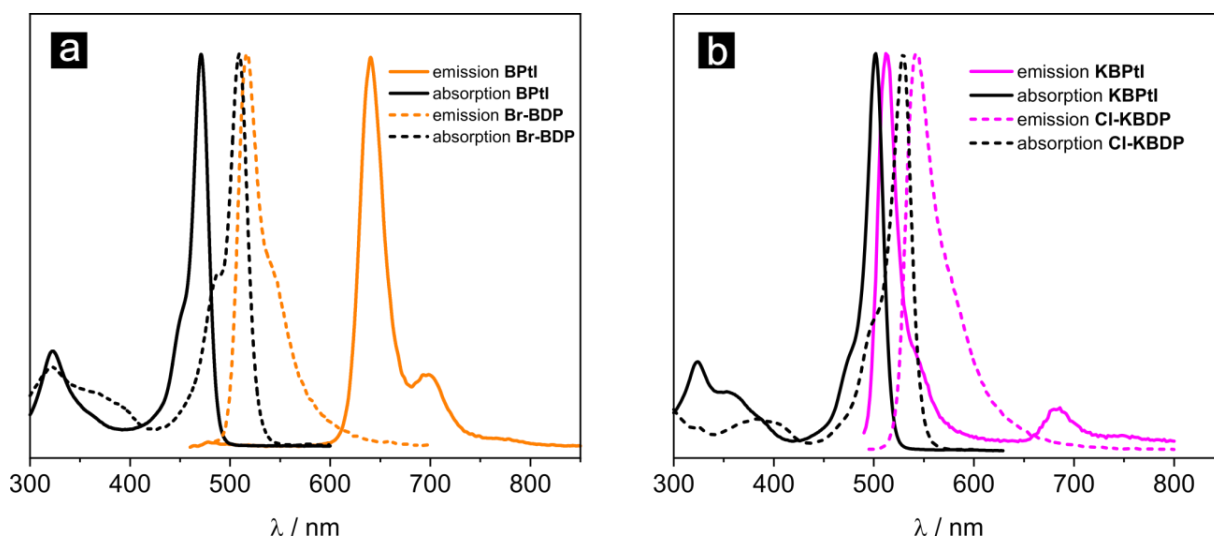 a
emission BPtI
absorption BPtI
emission Br-BDP
absorption Br-BDP
300 400 500 600 700 800
λ / nm
b
emission KBPtI
absorption KBPtI
emission Cl-KBDP
absorption Cl-KBDP
300 400 500 600 700 800
λ / nm